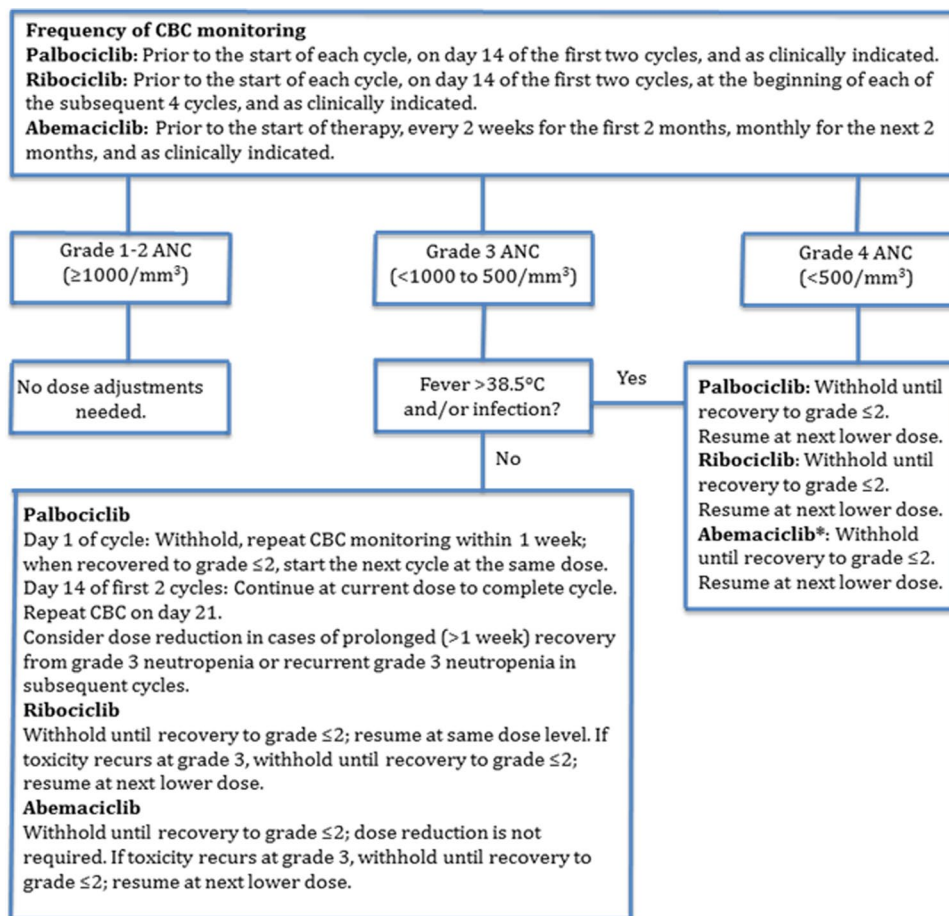 Frequency of CBC monitoring
Palbociclib: Prior to the start of each cycle, on day 14 of the first two cycles, and as clinically indicated.
Ribociclib: Prior to the start of each cycle, on day 14 of the first two cycles, at the beginning of each of
the subsequent 4 cycles, and as clinically indicated.
Abemaciclib: Prior to the start of therapy, every 2 weeks for the first 2 months, monthly for the next 2
months, and as clinically indicated.
Grade 1-2 ANC
(≥1000/mm³)
Grade 3 ANC
(<1000 to 500/mm³)
Grade 4 ANC
(<500/mm³)
No dose adjustments
needed.
Fever >38.5°C
and/or infection?
Yes
No
Palbociclib: Withhold until
recovery to grade ≤2.
Resume at next lower dose.
Ribociclib: Withhold until
recovery to grade ≤2.
Resume at next lower dose.
Abemaciclib*: Withhold
until recovery to grade ≤2.
Resume at next lower dose.
Palbociclib
Day 1 of cycle: Withhold, repeat CBC monitoring within 1 week;
when recovered to grade ≤2, start the next cycle at the same dose.
Day 14 of first 2 cycles: Continue at current dose to complete cycle.
Repeat CBC on day 21.
Consider dose reduction in cases of prolonged (>1 week) recovery
from grade 3 neutropenia or recurrent grade 3 neutropenia in
subsequent cycles.
Ribociclib
Withhold until recovery to grade ≤2; resume at same dose level. If
toxicity recurs at grade 3, withhold until recovery to grade ≤2;
resume at next lower dose.
Abemaciclib
Withhold until recovery to grade ≤2; dose reduction is not
required. If toxicity recurs at grade 3, withhold until recovery to
grade ≤2; resume at next lower dose.